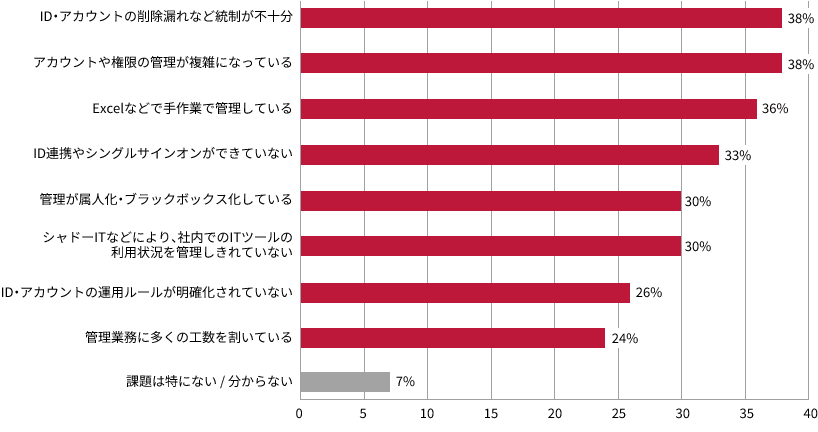 ID・アカウントの削除漏れなど統制が不十分
38%
アカウントや権限の管理が複雑になっている
38%
Excelなどで手作業で管理している
36%
ID連携やシングルサインオンができていない
33%
管理が属人化・ブラックボックス化している
30%
シャドーITなどにより、社内でのITツールの
利用状況を管理しきれていない
30%
ID・アカウントの運用ルールが明確化されていない
26%
管理業務に多くの工数を割いている
24%
課題は特にない / 分からない
7%
0 5 10 15 20 25 30 35 40